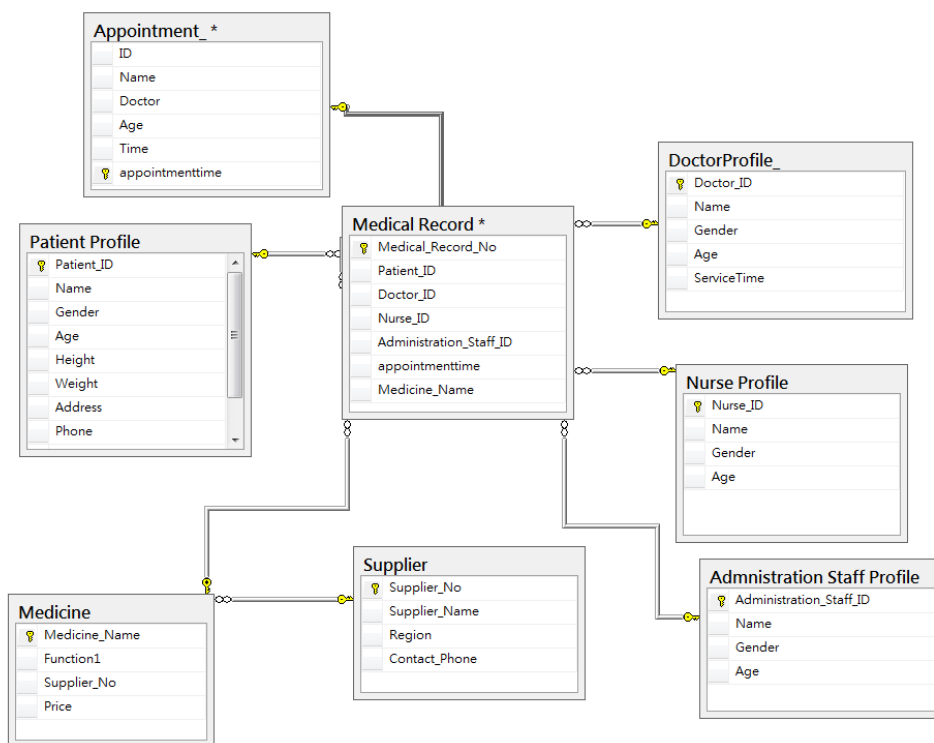 Appointment_ *
ID
Name
Doctor
Age
Time
appointmenttime
Patient Profile
Patient_ID
Name
Gender
Age
Height
Weight
Address
Phone
Medical Record *
Medical_Record_No
Patient_ID
Doctor_ID
Nurse_ID
Administration_Staff_ID
appointmenttime
Medicine_Name
DoctorProfile_
Doctor_ID
Name
Gender
Age
ServiceTime
Nurse Profile
Nurse_ID
Name
Gender
Age
Medicine
Medicine_Name
Function1
Supplier_No
Price
Supplier
Supplier_No
Supplier_Name
Region
Contact_Phone
Admnistration Staff Profile
Administration_Staff_ID
Name
Gender
Age